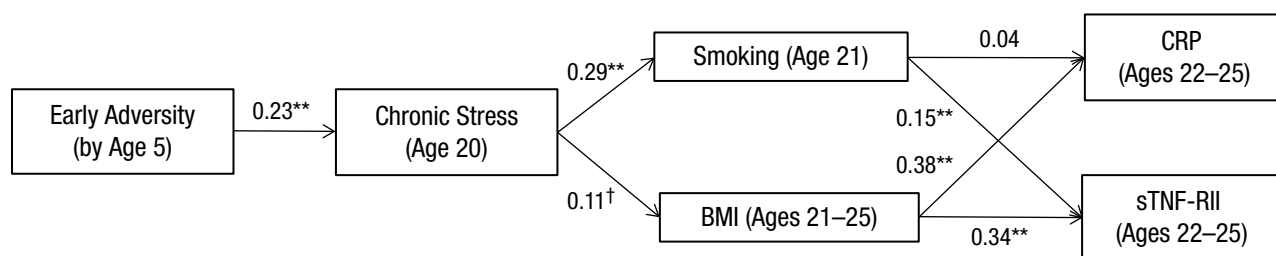 Early Adversity
(by Age 5)
0.23**
Chronic Stress
(Age 20)
0.29**
0.11†
Smoking (Age 21)
BMI (Ages 21–25)
0.04
0.15**
0.38**
0.34**
CRP
(Ages 22–25)
sTNF-RII
(Ages 22–25)